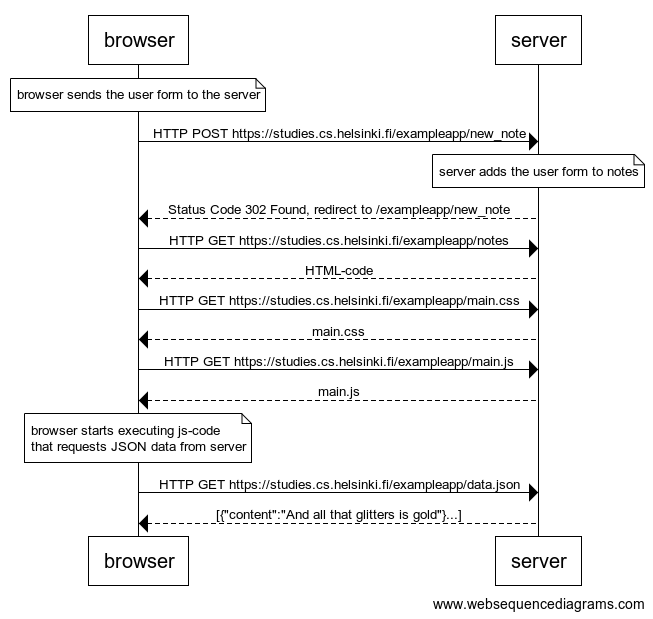 browser
server
browser sends the user form to the server
HTTP POST https://studies.cs.helsinki.fi/exampleapp/new_note
server adds the user form to notes
Status Code 302 Found, redirect to /exampleapp/new_note
HTTP GET https://studies.cs.helsinki.fi/exampleapp/notes
HTML-code
HTTP GET https://studies.cs.helsinki.fi/exampleapp/main.css
main.css
HTTP GET https://studies.cs.helsinki.fi/exampleapp/main.js
main.js
browser starts executing js-code
that requests JSON data from server
HTTP GET https://studies.cs.helsinki.fi/exampleapp/data.json
[{"content":"And all that glitters is gold"}...]
browser
server
www.websequencediagrams.com